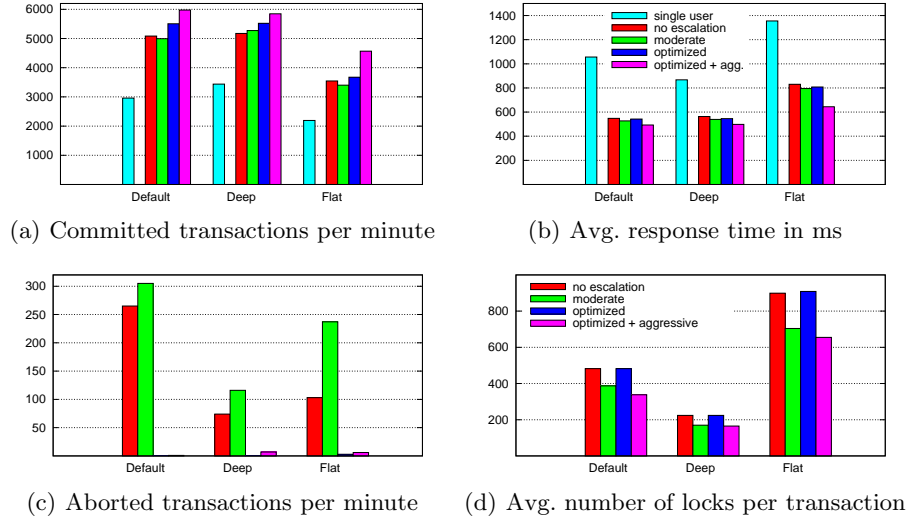 6000
5000
4000
3000
2000
1000
Default Deep Flat
(a) Committed transactions per minute
1400
1200
1000
800
600
400
200
single user
no escalation
moderate
optimized
optimized + agg.
Default Deep Flat
(b) Avg. response time in ms
300
250
200
150
100
50
Default Deep Flat
(c) Aborted transactions per minute
800
600
400
200
no escalation
moderate
optimized
optimized + aggressive
Default Deep Flat
(d) Avg. number of locks per transaction